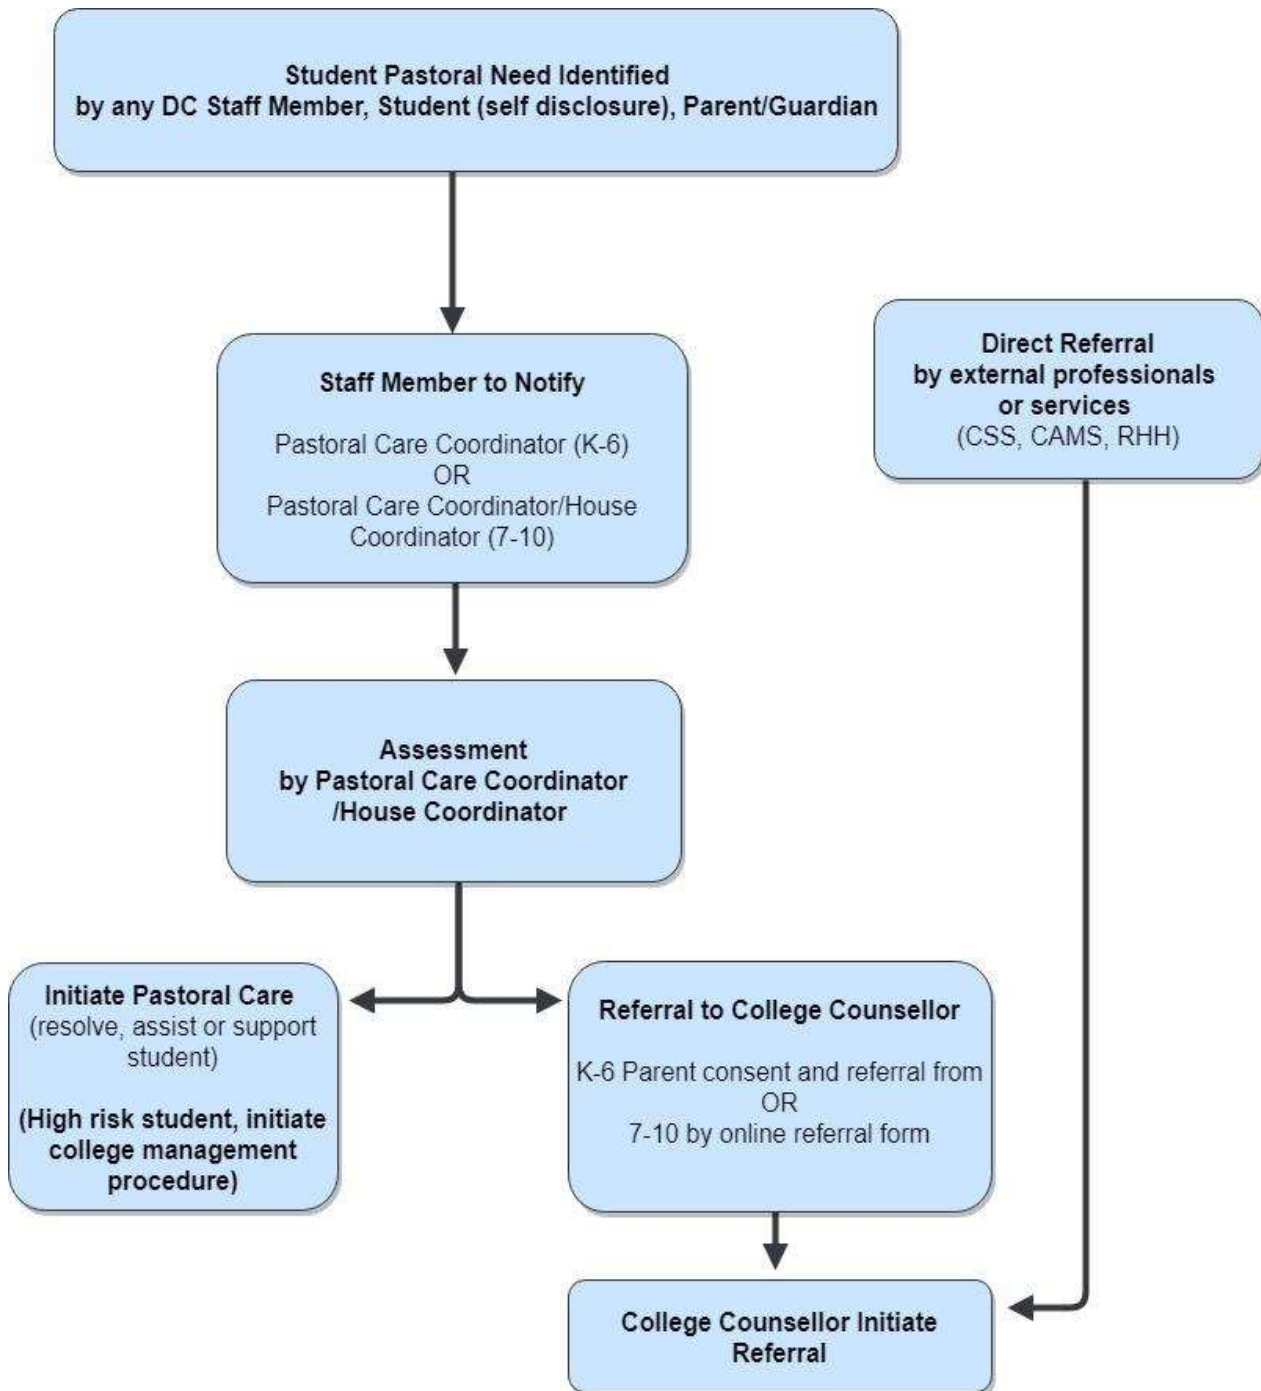 Student Pastoral Need Identified
by any DC Staff Member, Student (self disclosure), Parent/Guardian
Staff Member to Notify
Pastoral Care Coordinator (K-6)
OR
Pastoral Care Coordinator/House
Coordinator (7-10)
Direct Referral
by external professionals
or services
(CSS, CAMS, RHH)
Assessment
by Pastoral Care Coordinator
/House Coordinator
Initiate Pastoral Care
(resolve, assist or support
student)
(High risk student, initiate
college management
procedure)
Referral to College Counsellor
K-6 Parent consent and referral from
OR
7-10 by online referral form
College Counsellor Initiate
Referral